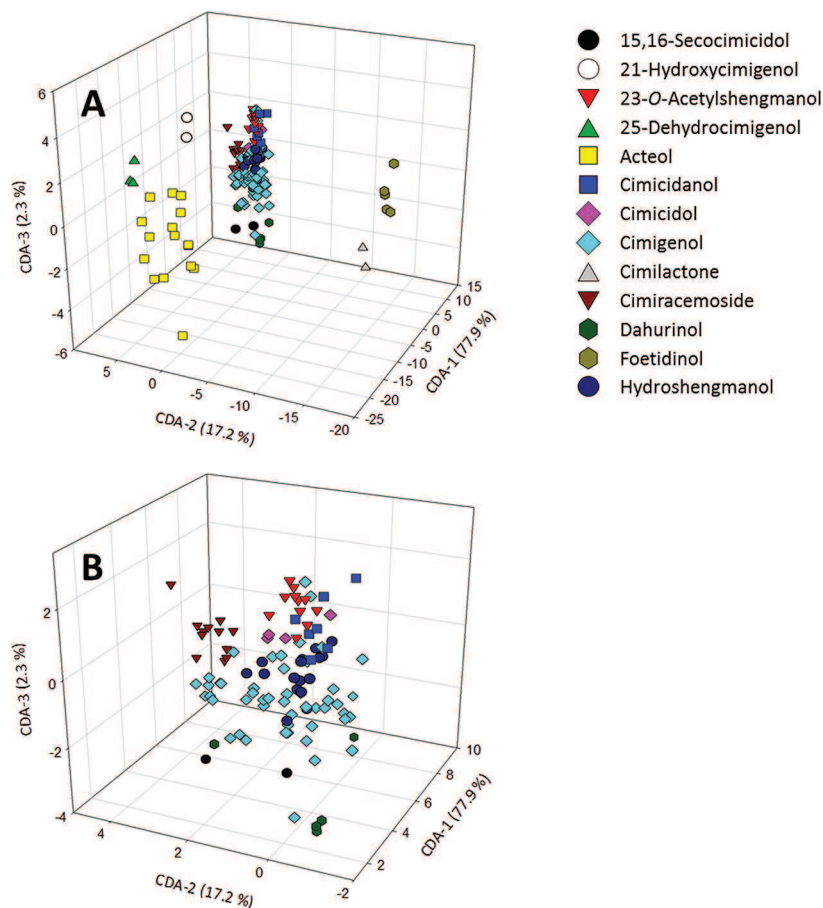 A
6
4
2
0
-2
-4
-6
CDA-3 (2.3 %)
5
0
-5
-10
-15
-20
CDA-2 (17.2 %)
15
10
5
0
-5
-10
-15
-20
-25
CDA-1 (77.9 %)
15,16-Secocimicidol
21-Hydroxycimigenol
23-O-Acetylshengmanol
25-Dehydrocimigenol
Acteol
Cimicidanol
Cimicidol
Cimigenol
Cimilactone
Cimiracemoside
Dahurinol
Foetidinol
Hydroshengmanol
B
2
0
-2
-4
CDA-3 (2.3 %)
4
2
0
-2
CDA-2 (17.2 %)
10
8
6
4
2
CDA-1 (77.9 %)